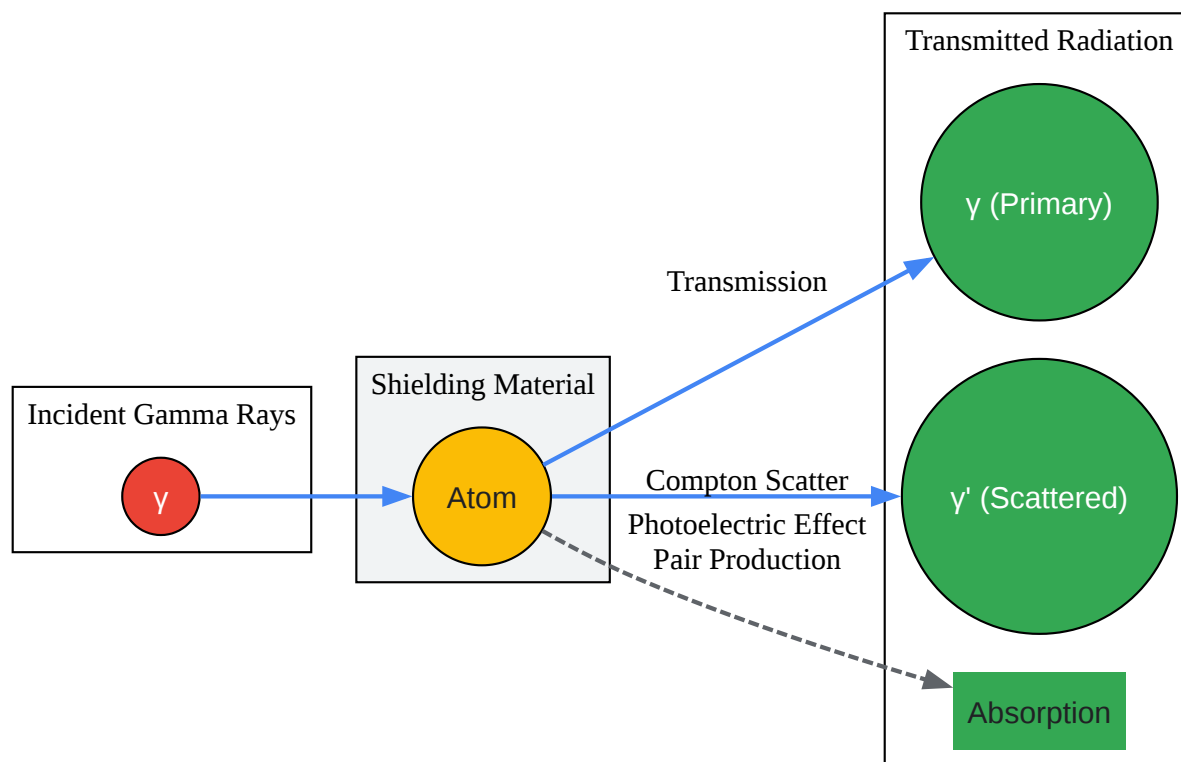 Transmitted Radiation
γ (Primary)
Transmission
Shielding Material
Incident Gamma Rays
γ
Atom
Compton Scatter
γ' (Scattered)
Photoelectric Effect
Pair Production
Absorption